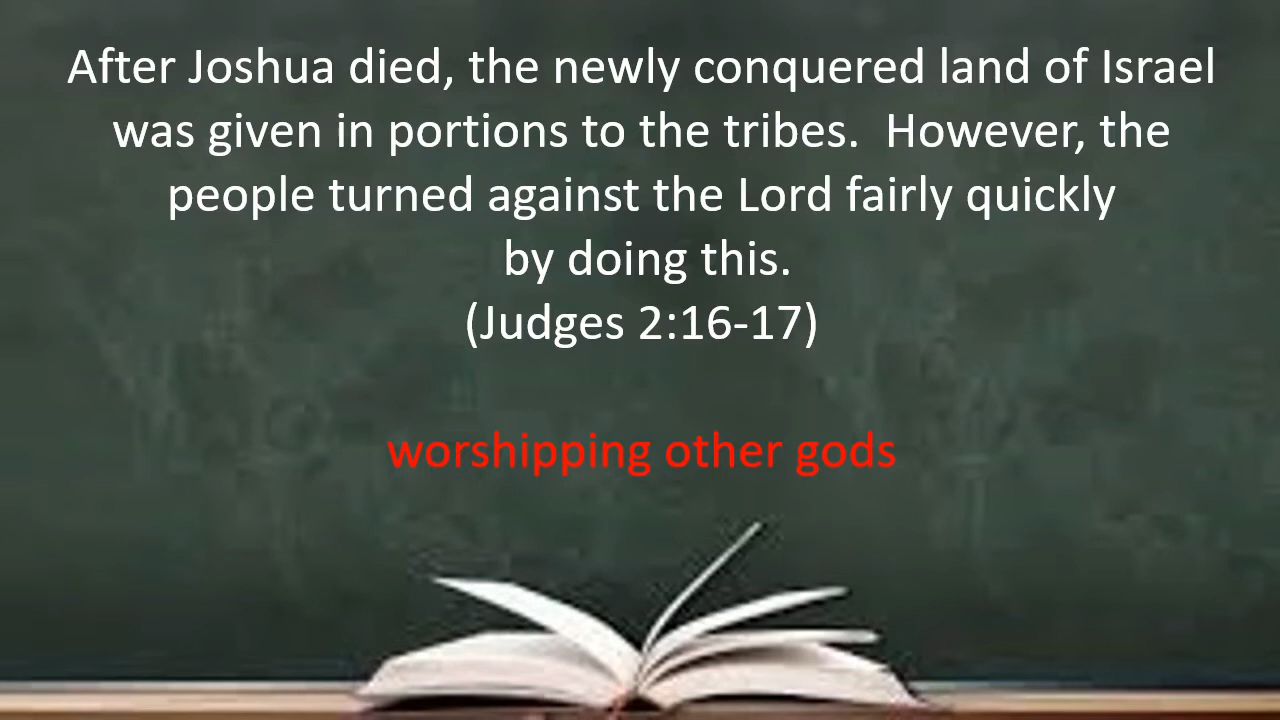 After Joshua died, the newly conquered land of Israel
was given in portions to the tribes.  However, the
people turned against the Lord fairly quickly
by doing this.
(Judges 2:16-17)
worshipping other gods